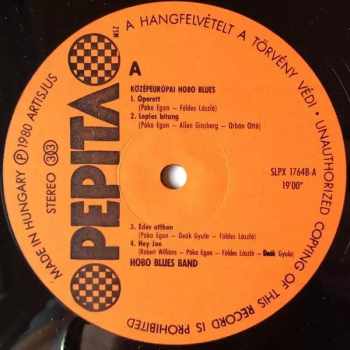 A HANGFELVÉTELT A TÖRVÉNY VÉDI • UNAUTHORIZED COPYING OF THIS RECORD IS PROHIBITED
MADE IN HUNGARY Ⓟ 1980 ARTISJUS
STEREO 33
PEPITA
MSZ
A
KÖZÉPEURÓPAI HOBO BLUES
1. Operett
(Póka Egon - Földes László)
2. Lopies bitang
(Póka Egon - Allen Ginsberg - Orbán Ottó)
SLPX 17648-A
19'00"
3. Édes otthon
(Póka Egon - Deák Gyula - Földes László)
4. Hey Joe
(Robert Williams - Póka Egon - Földes László - Deák Gyula)
HOBO BLUES BAND